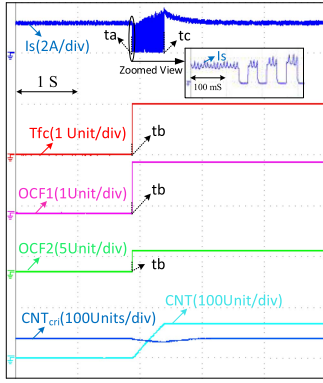 Is(2A/div)
ta
tc
Zoomed View
Is
100 mS
1 S
Tfc(1 Unit/div)
tb
OCF1(1Unit/div)
tb
OCF2(5Unit/div)
tb
CNT(100Unit/div)
CNTcri(100Units/div)